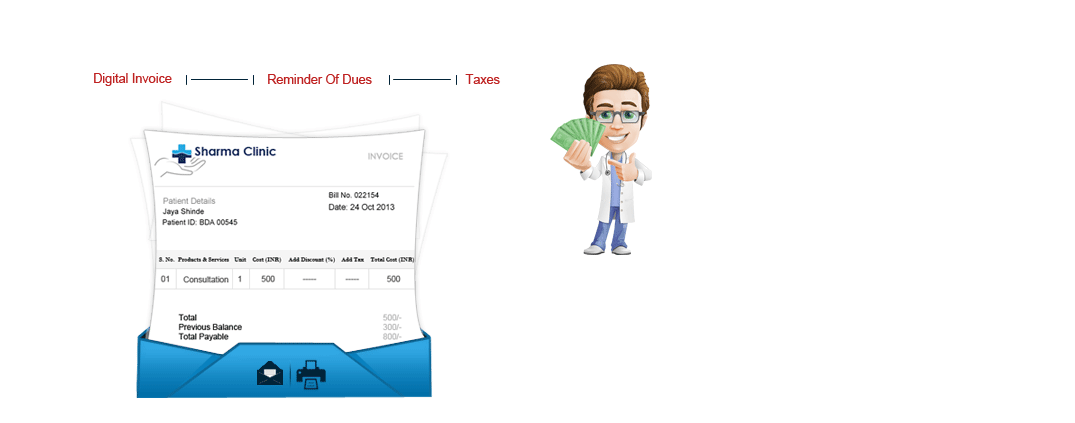 Digital Invoice Reminder Of Dues Taxes
Sharma Clinic
INVOICE
Patient Details
Jaya Shinde
Patient ID: BDA 00545
Bill No. 022154
Date: 24 Oct 2013
S. No. Products & Services Unit Cost (INR) Add Discount (%) Add Tax Total Cost (INR)
01 Consultation 1 500 ----- ----- 500
Total 500/-
Previous Balance 300/-
Total Payable 800/-